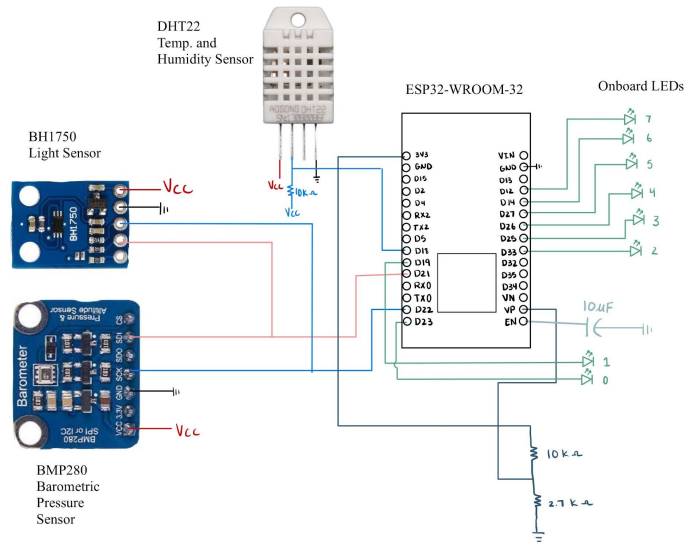 DHT22
Temp. and
Humidity Sensor
ESP32-WROOM-32
Onboard LEDs
BH1750
Light Sensor
Vcc
BH1750
Vcc
10KΩ
Vcc
3V3
GND
D15
D2
D4
RX2
TX2
D5
D18
D19
D21
RX0
TX0
D22
D23
VIN
GND
D13
D12
D14
D27
D26
D25
D33
D32
D35
D34
VN
VP
EN
7
6
5
4
3
2
1
0
10uF
Pressure &
Altitude Sensor
Barometer
CS
SDI
SDO
SCK
GND
3.3V
VCC
SPI or I2C
BMP280
Vcc
BMP280
Barometric
Pressure
Sensor
10KΩ
2.7KΩ